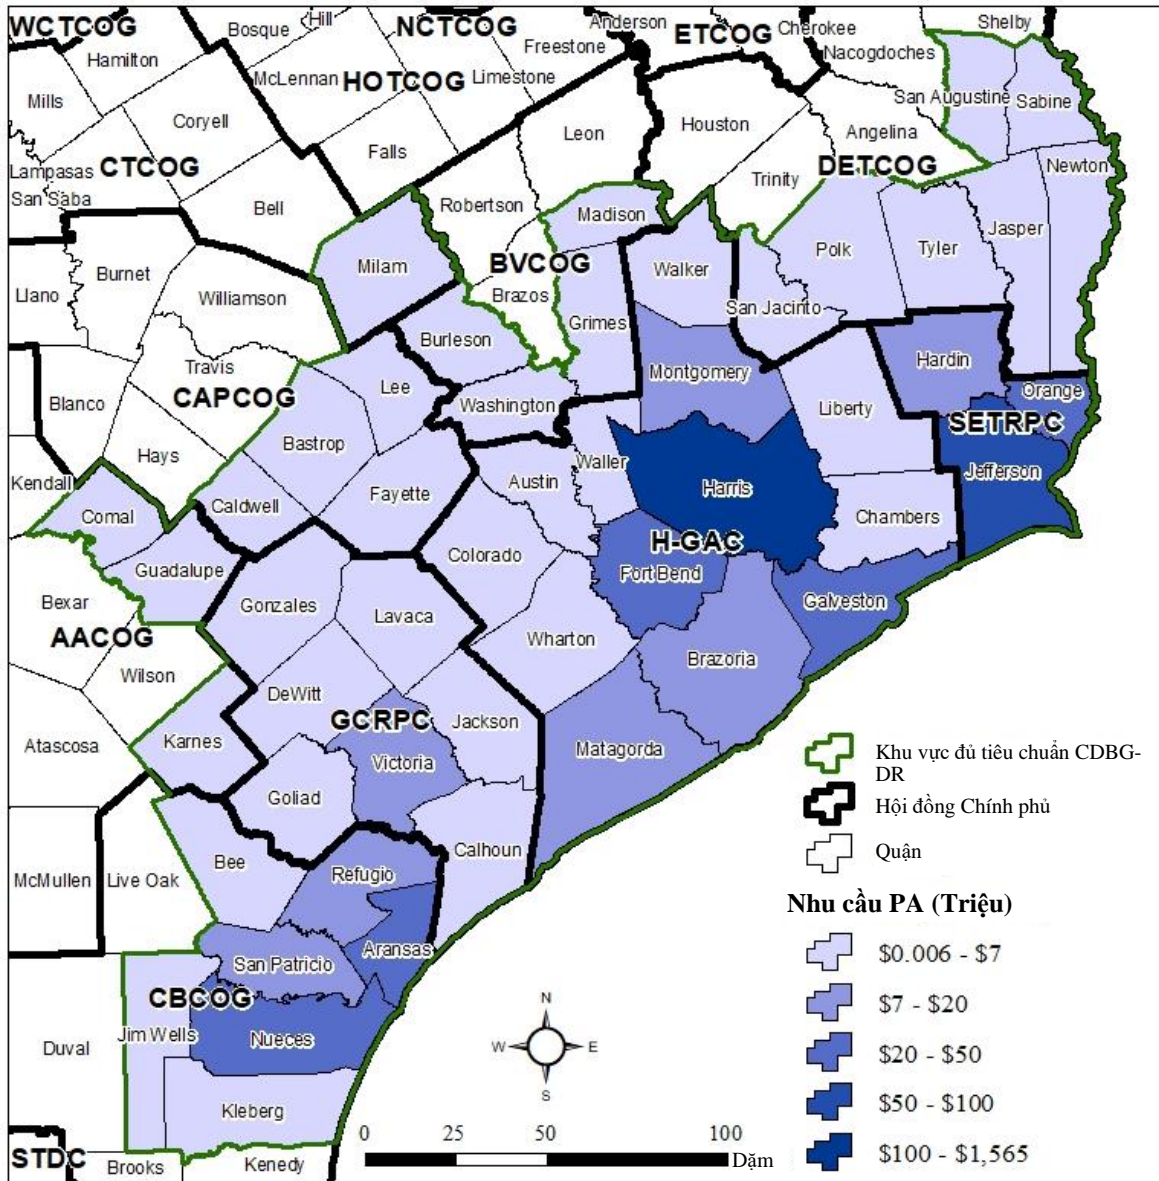 WCTCOG
Hamilton
Bosque
Hill
NCTCOG
Anderson
ETCOG
Cherokee
Shelby
Nacogdoches
Freestone
McLennan
HOTCOG
Limestone
Mills
San Augustine
Sabine
Coryell
Leon
Houston
Angelina
Falls
Lampasas
CTCOG
San Saba
Trinity
DETCOG
Newton
Bell
Robertson
Madison
Jasper
Polk
Tyler
Burnet
Milam
BVCOG
Walker
Llano
Williamson
Brazos
San Jacinto
Grimes
Burleson
Travis
Lee
Montgomery
Hardin
Orange
Blanco
CAPCOG
Washington
Liberty
SETRPC
Bastrop
Hays
Waller
Jefferson
Kendall
Austin
Harris
Fayette
Caldwell
Comal
Chambers
H-GAC
Colorado
Guadalupe
Fort Bend
Bexar
Gonzales
Lavaca
Galveston
AACOG
Wharton
Brazoria
Wilson
DeWitt
GCRPC
Jackson
Karnes
Atascosa
Matagorda
Victoria
Goliad
Calhoun
Bee
McMullen
Live Oak
Refugio
Aransas
San Patricio
CBCOG
Jim Wells
Nueces
Duval
Kleberg
STDC
Brooks
Kenedy
N
W
E
S
0
25
50
100
Dặm
Khu vực đủ tiêu chuẩn CDBG-
DR
Hội đồng Chính phủ
Quận
Nhu cầu PA (Triệu)
$0.006 - $7
$7 - $20
$20 - $50
$50 - $100
$100 - $1,565